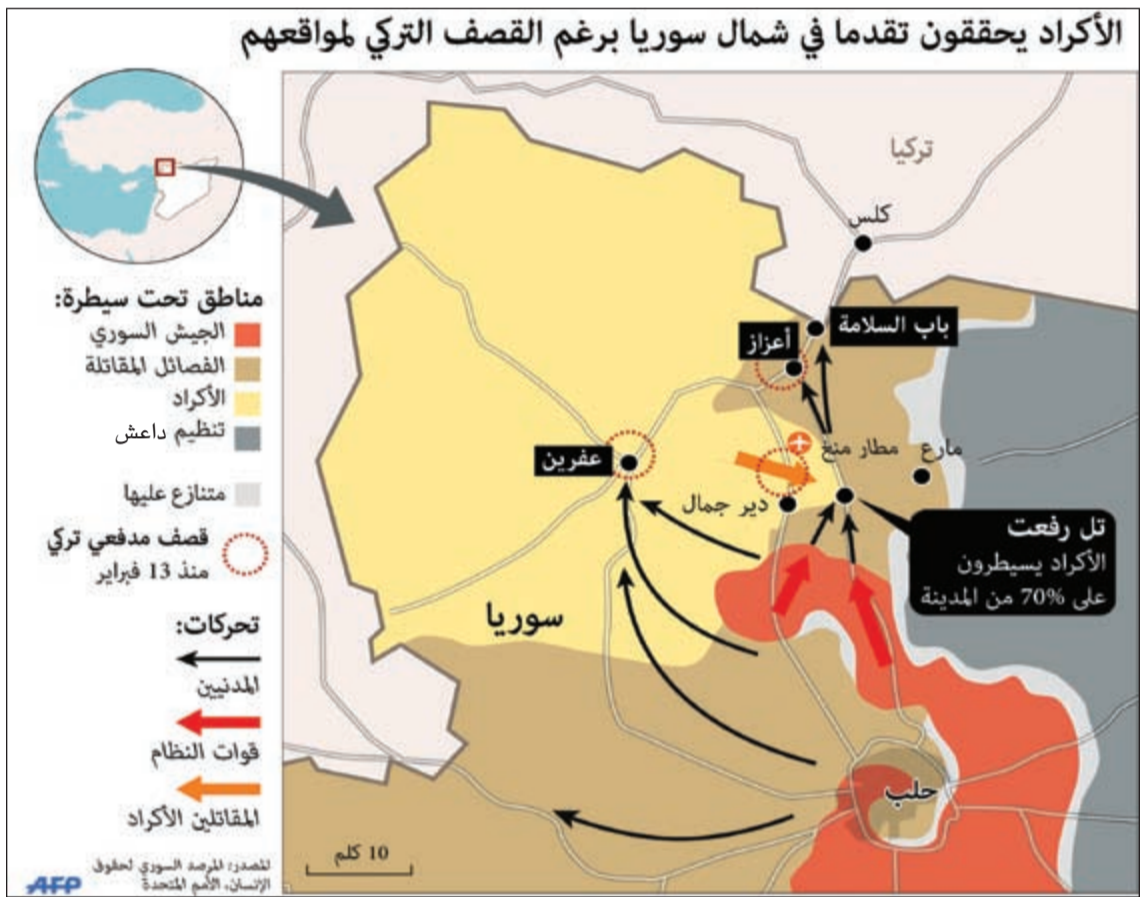 الأكراد يحققون تقدما في شمال سوريا برغم القصف التركي لمواقعهم
تركيا
كلس
باب السلامة
أعزاز
عفرين
مطار منغ
مارع
دير جمال
تل رفعت
الأكراد يسيطرون
على 70% من المدينة
سوريا
حلب
10 كلم
مناطق تحت سيطرة:
الجيش السوري
الفصائل المقاتلة
الأكراد
تنظيم داعش
متنازع عليها
قصف مدفعي تركي
منذ 13 فبراير
تحركات:
المدنيين
قوات النظام
المقاتلين الأكراد
المصدر: المرصد السوري لحقوق
الإنسان، الأمم المتحدة
AFP